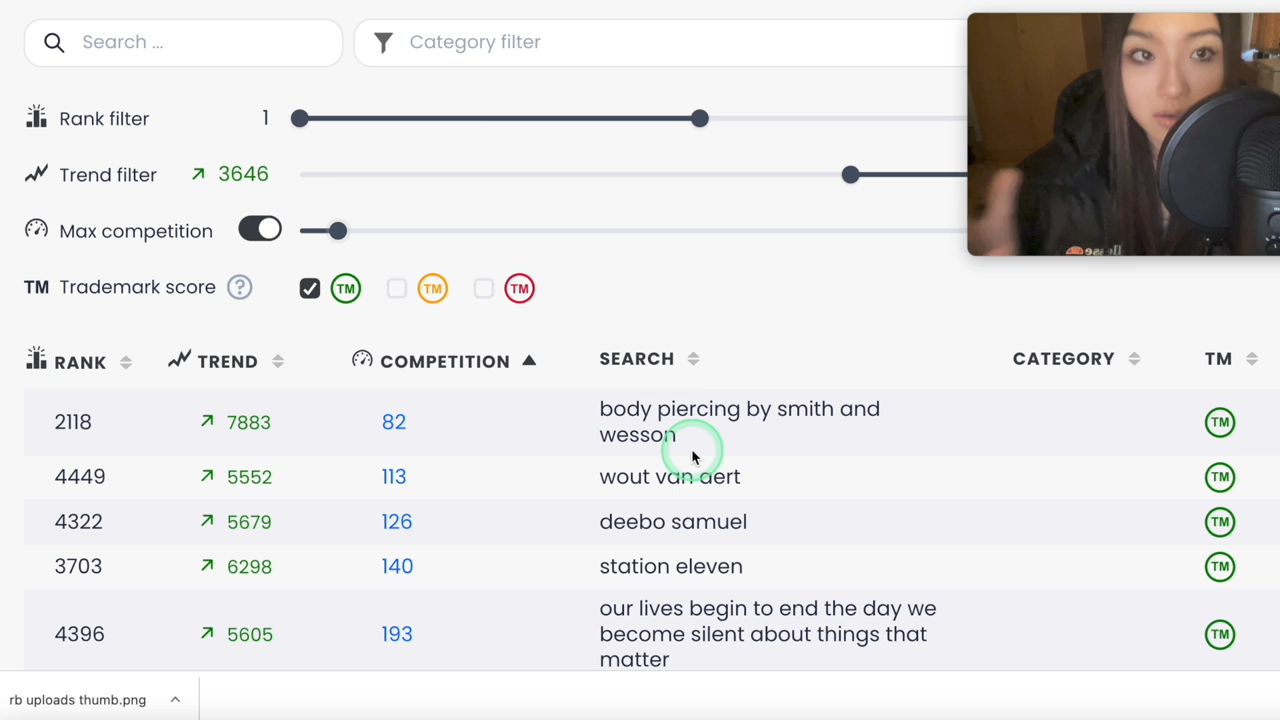 Search ...
Category filter
Rank filter 1
Trend filter 3646
Max competition
TM Trademark score ? TM TM TM
RANK TREND COMPETITION SEARCH CATEGORY TM
2118 7883 82 body piercing by smith and
wesson TM
4449 5552 113 wout van aert TM
4322 5679 126 deebo samuel TM
3703 6298 140 station eleven TM
4396 5605 193 our lives begin to end the day we
become silent about things that
matter TM
rb uploads thumb.png